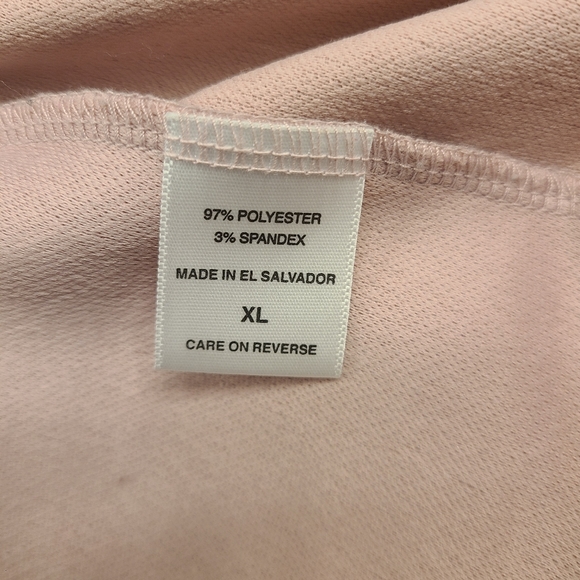 97% POLYESTER
3% SPANDEX
MADE IN EL SALVADOR
XL
CARE ON REVERSE